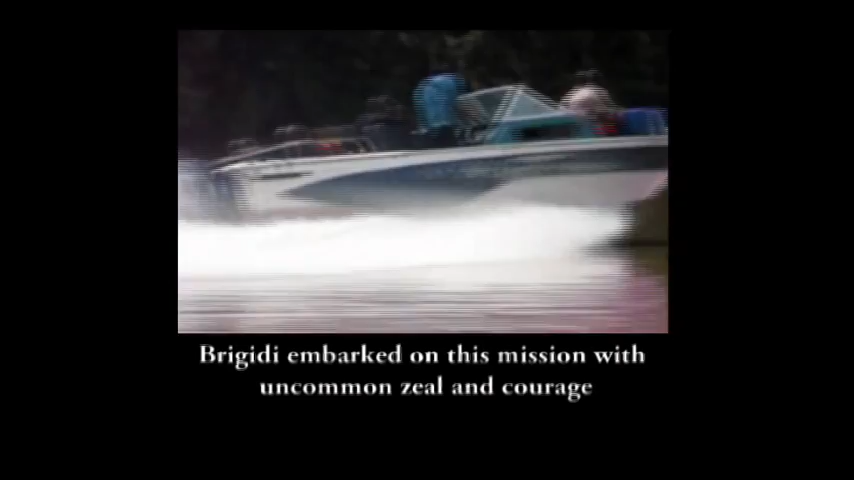 Brigidi embarked on this mission with
uncommon zeal and courage